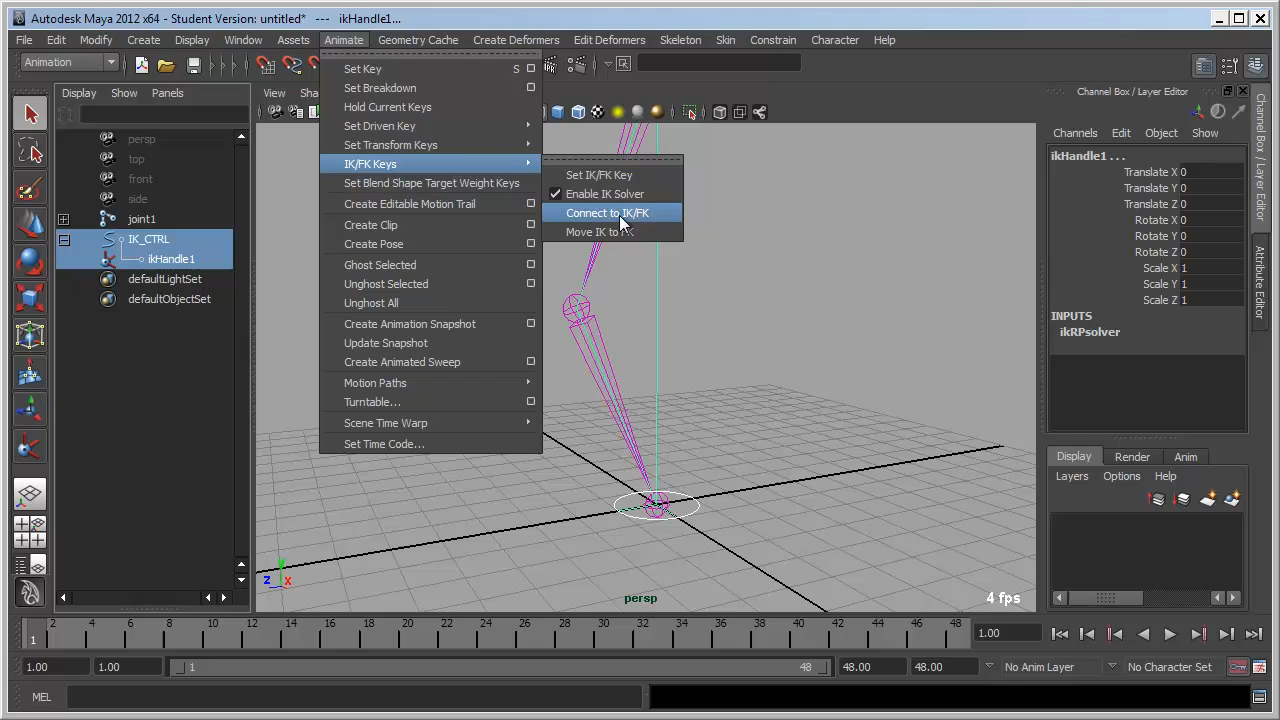 Autodesk Maya 2012 x64 - Student Version: untitled* --- ikHandle1...
File Edit Modify Create Display Window Assets Animate Geometry Cache Create Deformers Edit Deformers Skeleton Skin Constrain Character Help
Animation
Display Show Panels
View
persp
top
front
side
joint1
IK_CTRL
ikHandle1
defaultLightSet
defaultObjectSet
Set Key S
Set Breakdown
Hold Current Keys
Set Driven Key
Set Transform Keys
IK/FK Keys
Set Blend Shape Target Weight Keys
Create Editable Motion Trail
Create Clip
Create Pose
Ghost Selected
Unghost Selected
Unghost All
Create Animation Snapshot
Update Snapshot
Create Animated Sweep
Motion Paths
Turntable...
Scene Time Warp
Set Time Code...
Set IK/FK Key
Enable IK Solver
Connect to IK/FK
Move IK to FK
z x y
persp
4 fps
Channel Box / Layer Editor
Channels Edit Object Show
ikHandle1 . . .
Translate X 0
Translate Y 0
Translate Z 0
Rotate X 0
Rotate Y 0
Rotate Z 0
Scale X 1
Scale Y 1
Scale Z 1
INPUTS
ikRPsolver
Display Render Anim
Layers Options Help
Channel Box / Layer Editor
Attribute Editor
1 2 4 6 8 10 12 14 16 18 20 22 24 26 28 30 32 34 36 38 40 42 44 46 48
1.00
1.00 1.00 1 48 48.00 48.00 No Anim Layer No Character Set
MEL